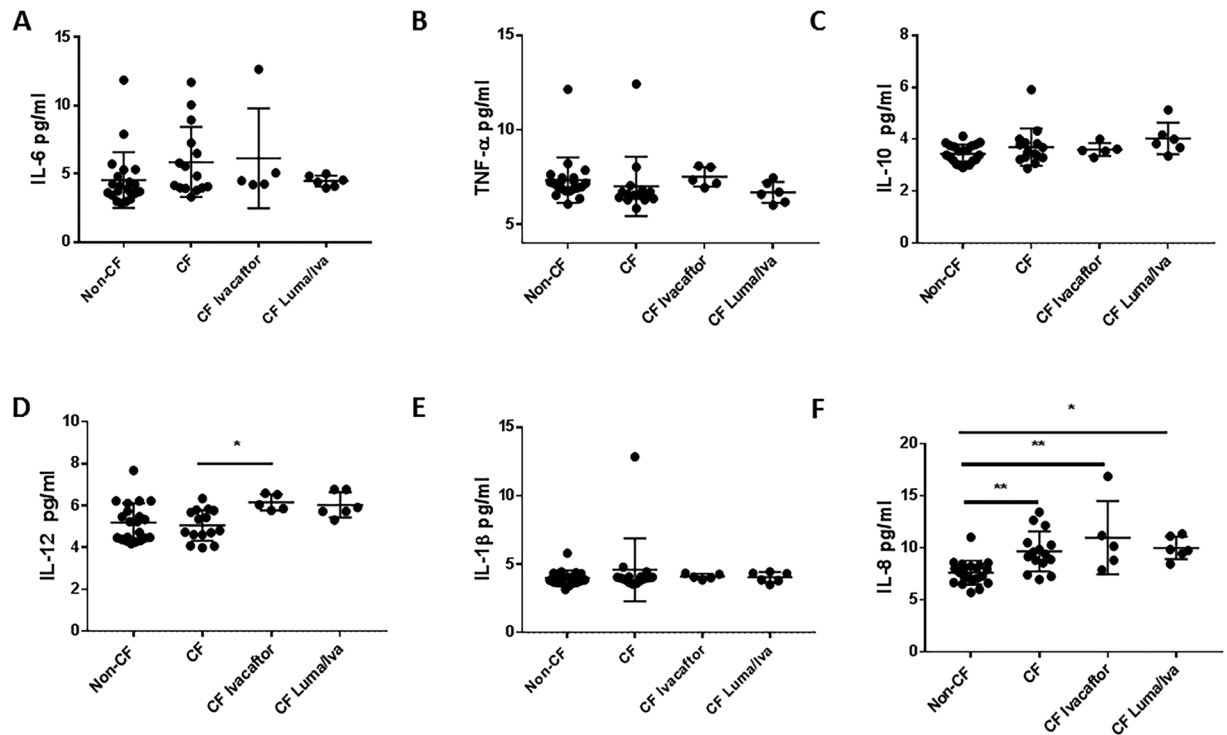 A
IL-6 pg/ml
15
10
5
0
Non-CF
CF
CF Ivacaftor
CF Luma/Iva
B
TNF-α pg/ml
15
10
5
Non-CF
CF
CF Ivacaftor
CF Luma/Iva
C
IL-10 pg/ml
8
6
4
2
0
Non-CF
CF
CF Ivacaftor
CF Luma/Iva
D
IL-12 pg/ml
10
8
6
4
2
0
*
Non-CF
CF
CF Ivacaftor
CF Luma/Iva
E
IL-1β pg/ml
15
10
5
0
Non-CF
CF
CF Ivacaftor
CF Luma/Iva
F
IL-8 pg/ml
20
15
10
5
0
*
**
**
Non-CF
CF
CF Ivacaftor
CF Luma/Iva